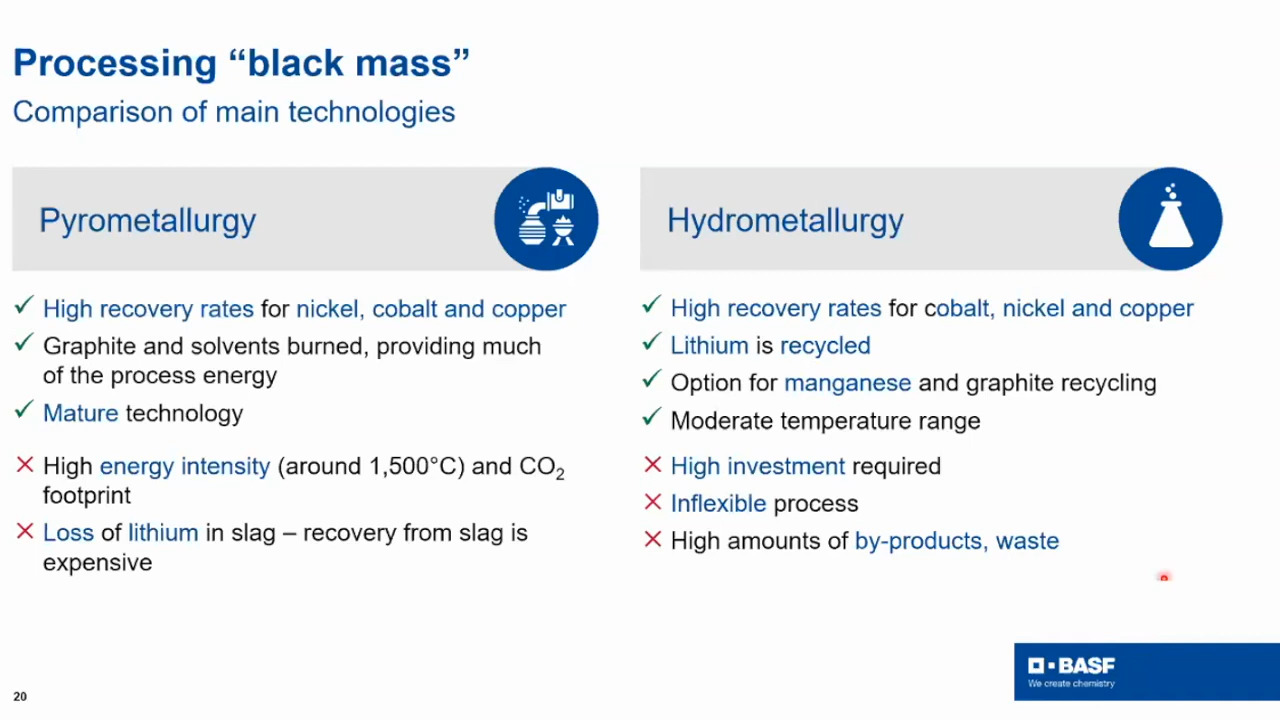 Processing “black mass”
Comparison of main technologies
Pyrometallurgy
✓ High recovery rates for nickel, cobalt and copper
✓ Graphite and solvents burned, providing much
of the process energy
✓ Mature technology
✕ High energy intensity (around 1,500°C) and CO₂
footprint
✕ Loss of lithium in slag – recovery from slag is
expensive
Hydrometallurgy
✓ High recovery rates for cobalt, nickel and copper
✓ Lithium is recycled
✓ Option for manganese and graphite recycling
✓ Moderate temperature range
✕ High investment required
✕ Inflexible process
✕ High amounts of by-products, waste
20
BASF
We create chemistry